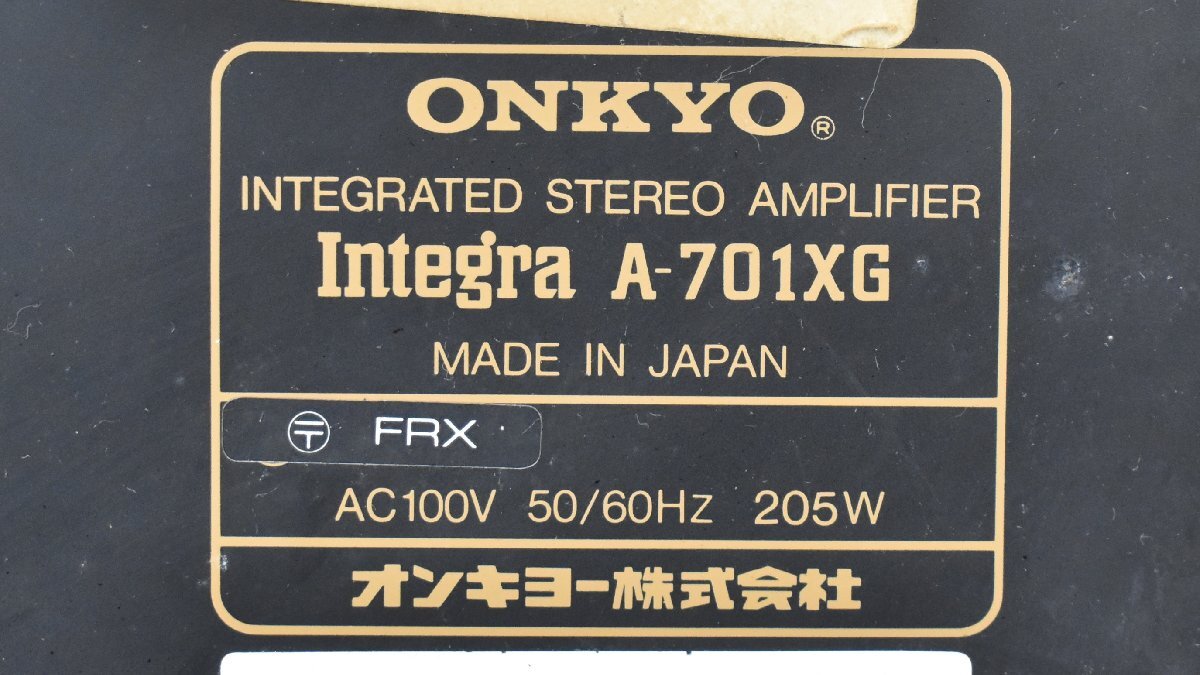 ONKYO®
INTEGRATED STEREO AMPLIFIER
Integra A-701XG
MADE IN JAPAN
〶 FRX
AC100V 50/60Hz 205W
オンキヨー株式会社